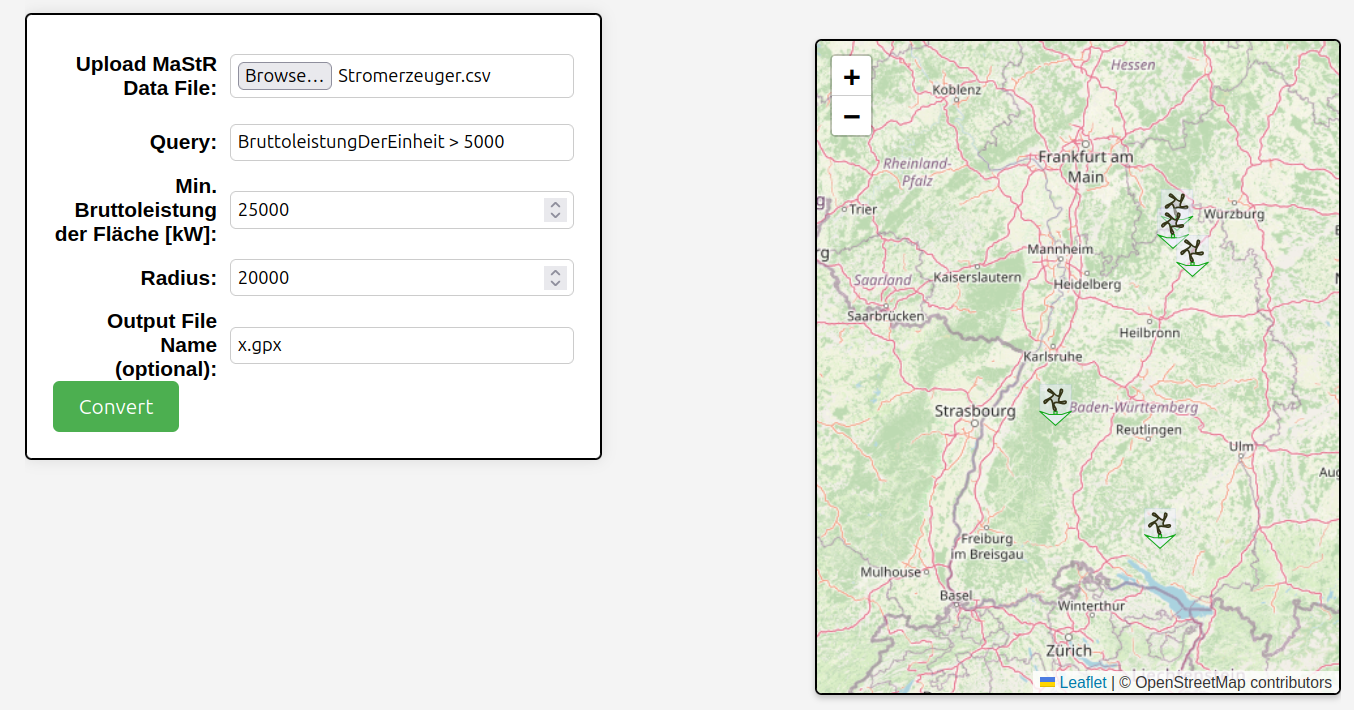 Upload MaStR
Data File:
Browse... Stromerzeuger.csv
Query:
BruttoleistungDerEinheit > 5000
Min.
Bruttoleistung
der Fläche [kW]:
25000
Radius:
20000
Output File
Name
(optional):
x.gpx
Convert
+
−
Hessen
Koblenz
Frankfurt am
Main
Rheinland-
Pfalz
Trier
Würzburg
Mannheim
Saarland
Kaiserslautern
Heidelberg
Saarbrücken
Heilbronn
Karlsruhe
Strasbourg
Baden-Württemberg
Reutlingen
Ulm
Freiburg
im Breisgau
Mulhouse
Basel
Winterthur
Zürich
Leaflet | © OpenStreetMap contributors